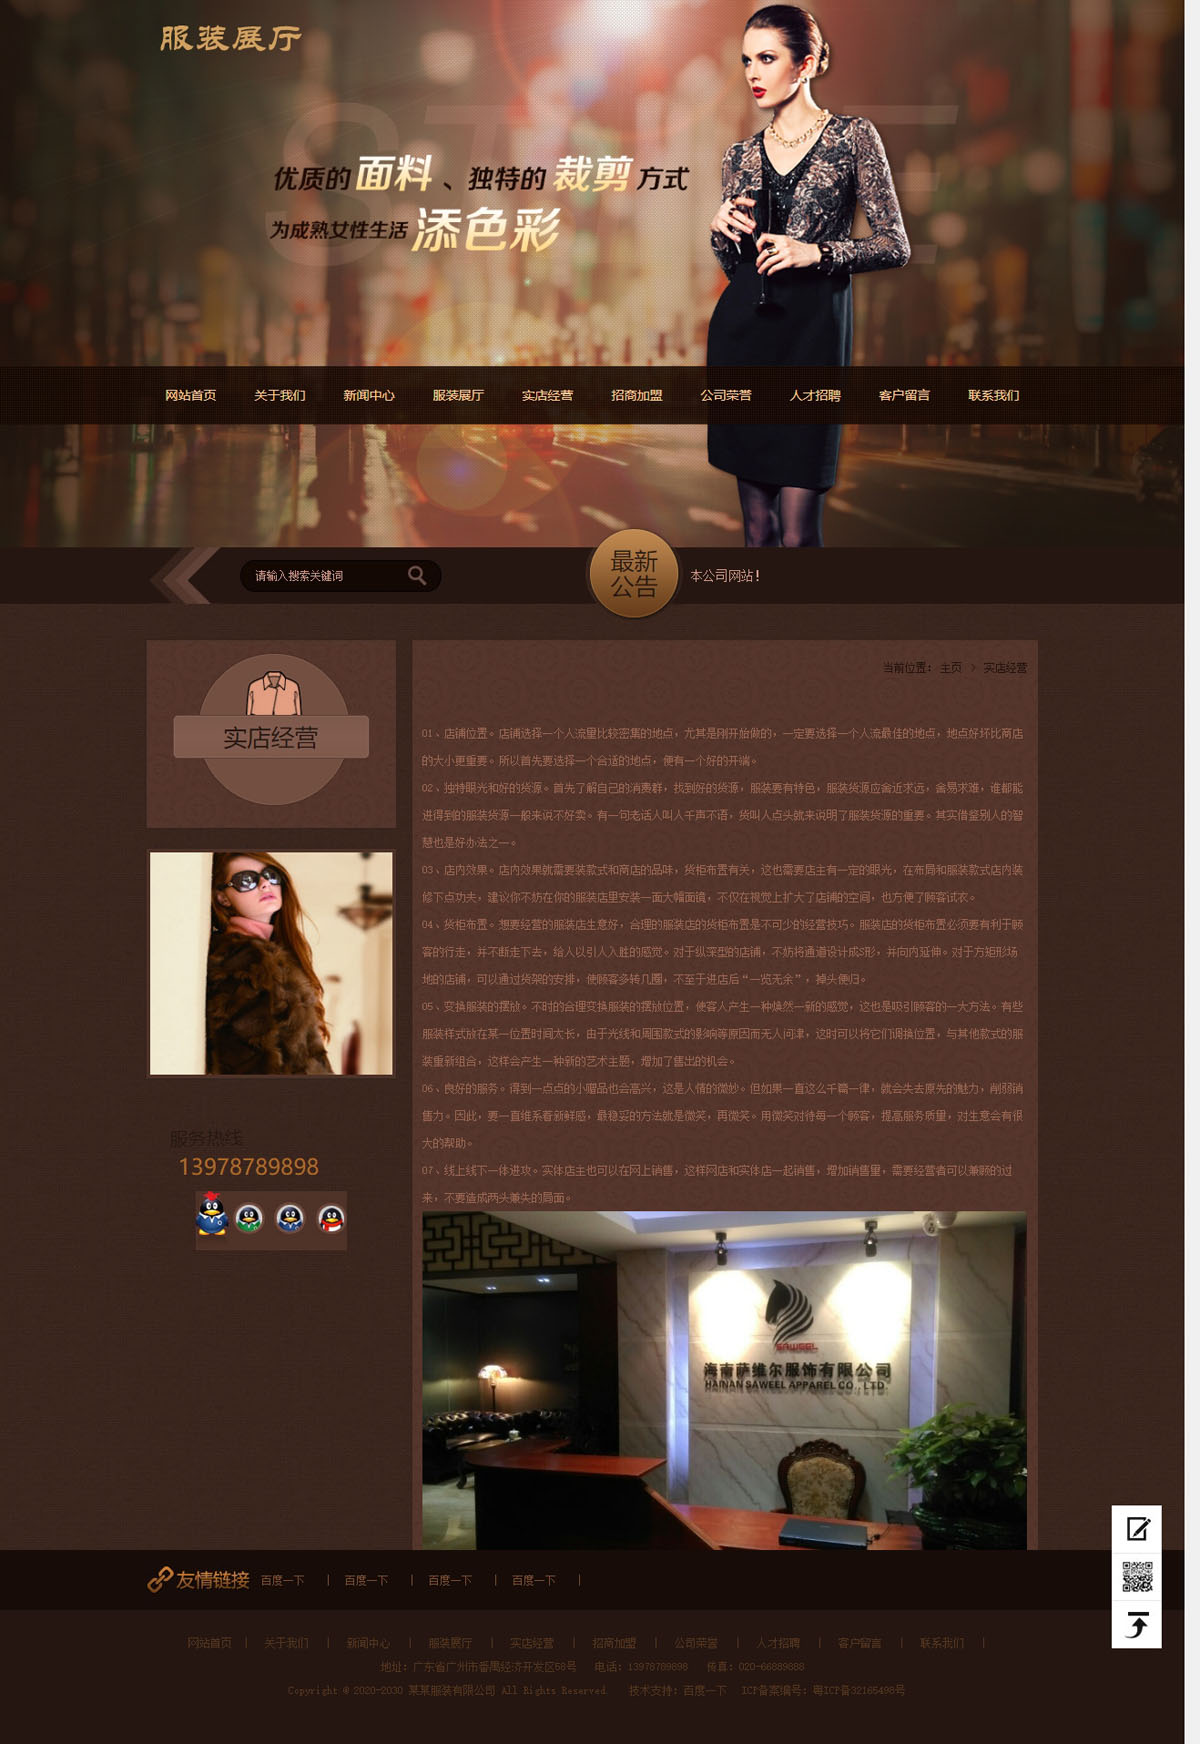 服装展厅
STYLE
优质的面料、独特的裁剪方式
为成熟女性生活添色彩
网站首页 关于我们 新闻中心 服装展厅 实店经营 招商加盟 公司荣誉 人才招聘 客户留言 联系我们
请输入搜索关键词
最新
公告
本公司网站!
实店经营
当前位置: 主页 > 实店经营
01、店铺位置。店铺选择一个人流量比较密集的地点，尤其是刚开始做的，一定要选择一个人流最佳的地点，地点好坏比商店
的大小更重要。所以首先要选择一个合适的地点，便有一个好的开端。
02、独特眼光和好的货源。首先了解自己的消费群，找到好的货源，服装要有特色，服装货源应舍近求远，舍易求难，谁都能
进得到的服装货源一般来说不好卖。有一句老话人叫人千声不语，货叫人点头就来说明了服装货源的重要。其实借鉴别人的智
慧也是好办法之一。
03、店内效果。店内效果就需要装款式和商店的品味，货柜布置有关，这也需要店主有一定的眼光，在布局和服装款式店内装
修下点功夫，建议你不妨在你的服装店里安装一面大幅面镜，不仅在视觉上扩大了店铺的空间，也方便了顾客试衣。
04、货柜布置。想要经营的服装店生意好，合理的服装店的货柜布置是不可少的经营技巧。服装店的货柜布置必须要有利于顾
客的行走，并不断走下去，给人以引人入胜的感觉。对于纵深型的店铺，不妨将通道设计成S形，并向内延伸。对于方矩形场
地的店铺，可以通过货架的安排，使顾客多转几圈，不至于进店后“一览无余”，掉头便归。
05、变换服装的摆放。不时的合理变换服装的摆放位置，使客人产生一种焕然一新的感觉，这也是吸引顾客的一大方法。有些
服装样式放在某一位置时间太长，由于光线和周围款式的影响等原因而无人问津，这时可以将它们调换位置，与其他款式的服
装重新组合，这样会产生一种新的艺术主题，增加了售出的机会。
06、良好的服务。得到一点点的小赠品也会高兴，这是人情的微妙。但如果一直这么千篇一律，就会失去原先的魅力，削弱销
售力。因此，要一直维系着新鲜感，最稳妥的方法就是微笑，再微笑。用微笑对待每一个顾客，提高服务质量，对生意会有很
大的帮助。
07、线上线下一体进攻。实体店主也可以在网上销售，这样网店和实体店一起销售，增加销售量，需要经营者可以兼顾的过
来，不要造成两头兼失的局面。
服务热线
13978789898
SAWEEL
海南萨维尔服饰有限公司
HAINAN SAWEEL APPAREL CO.,LTD.
友情链接 百度一下 | 百度一下 | 百度一下 | 百度一下 |
网站首页 | 关于我们 | 新闻中心 | 服装展厅 | 实店经营 | 招商加盟 | 公司荣誉 | 人才招聘 | 客户留言 | 联系我们 |
地址: 广东省广州市番禺经济开发区58号 电话: 13978789898 传真: 020-66889888
Copyright © 2020-2030 某某服装有限公司 All Rights Reserved. 技术支持: 百度一下 ICP备案编号: 粤ICP备32165498号